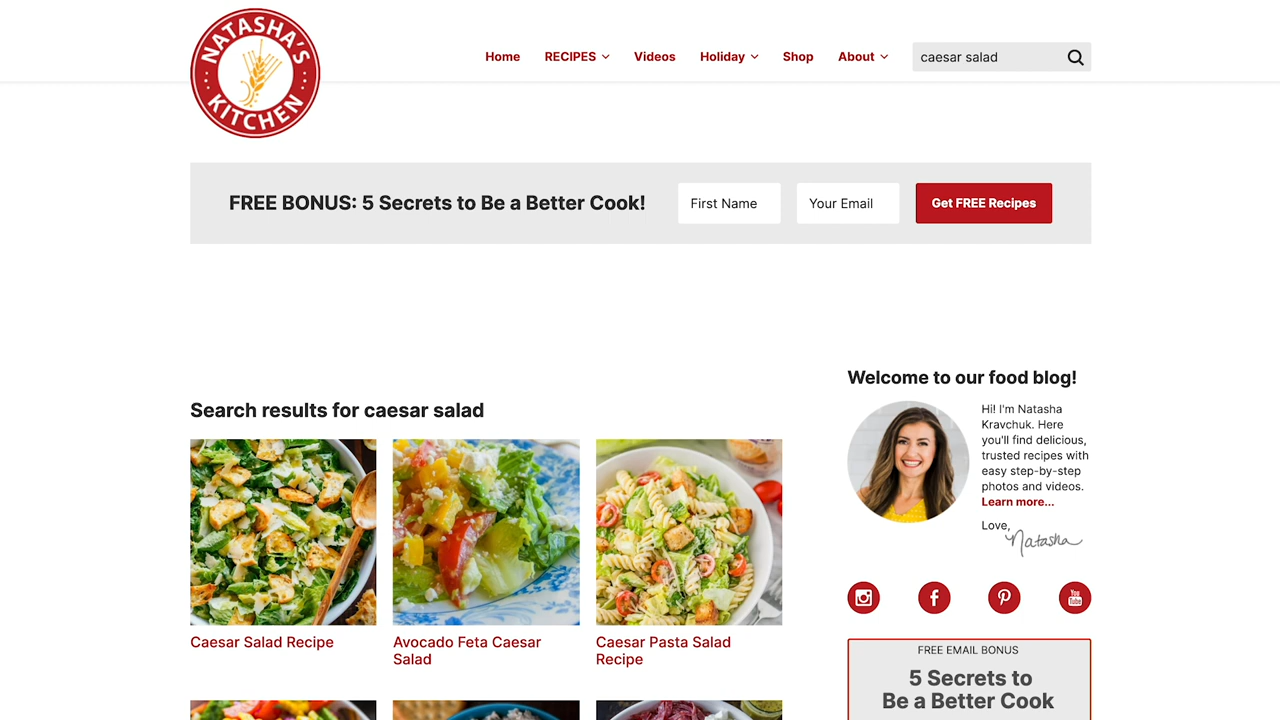 NATASHA'S
KITCHEN
Home RECIPES Videos Holiday Shop About caesar salad
FREE BONUS: 5 Secrets to Be a Better Cook! First Name Your Email Get FREE Recipes
Welcome to our food blog!
Search results for caesar salad
Hi! I'm Natasha
Kravchuk. Here
you'll find delicious,
trusted recipes with
easy step-by-step
photos and videos.
Learn more...
Love,
Natasha
You
Tube
Caesar Salad Recipe
Avocado Feta Caesar
Salad
Caesar Pasta Salad
Recipe
FREE EMAIL BONUS
5 Secrets to
Be a Better Cook